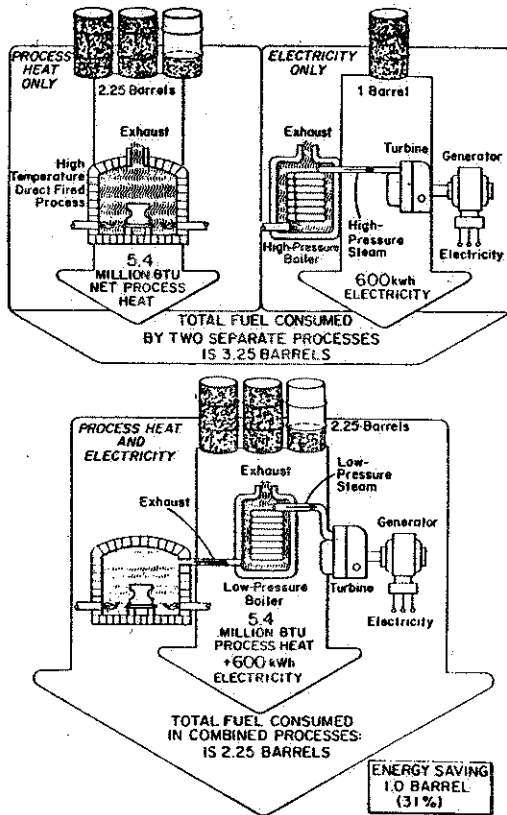 PROCESS
HEAT
ONLY
2.25 Barrels
Exhaust
High
Temperature
Direct Fired
Process
5.4
MILLION BTU
NET PROCESS
HEAT
ELECTRICITY
ONLY
1 Barrel
Exhaust
Turbine
Generator
High-Pressure
Boiler
High-
Pressure
Steam
Electricity
600kwh
ELECTRICITY
TOTAL FUEL CONSUMED
BY TWO SEPARATE PROCESSES
IS 3.25 BARRELS
PROCESS HEAT
AND
ELECTRICITY
2.25 Barrels
Exhaust
Low-
Pressure
Steam
Exhaust
Generator
Low-Pressure
Boiler
Turbine
Electricity
5.4
MILLION BTU
PROCESS HEAT
+600 kWh
ELECTRICITY
TOTAL FUEL CONSUMED
IN COMBINED PROCESSES:
IS 2.25 BARRELS
ENERGY SAVING
1.0 BARREL
(31%)